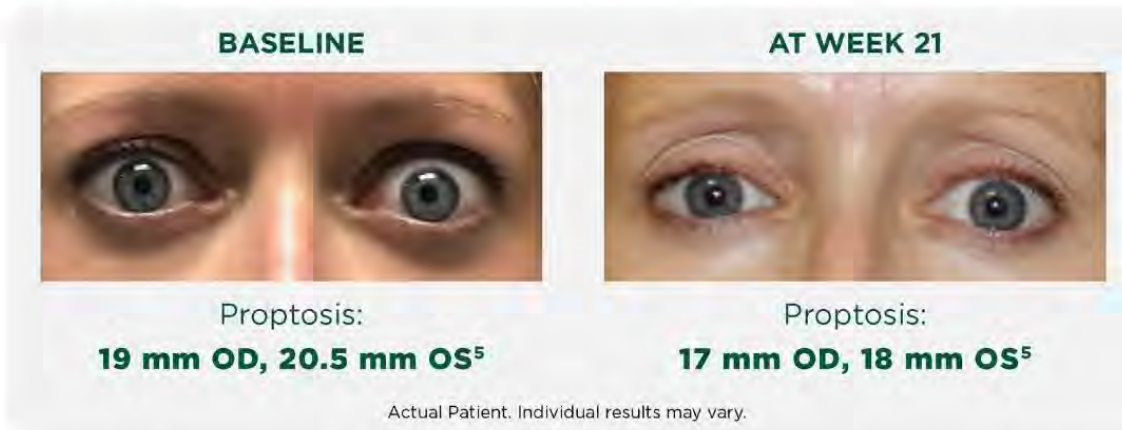 BASELINE
AT WEEK 21
Proptosis:
19 mm OD, 20.5 mm OS⁵
Proptosis:
17 mm OD, 18 mm OS⁵
Actual Patient. Individual results may vary.